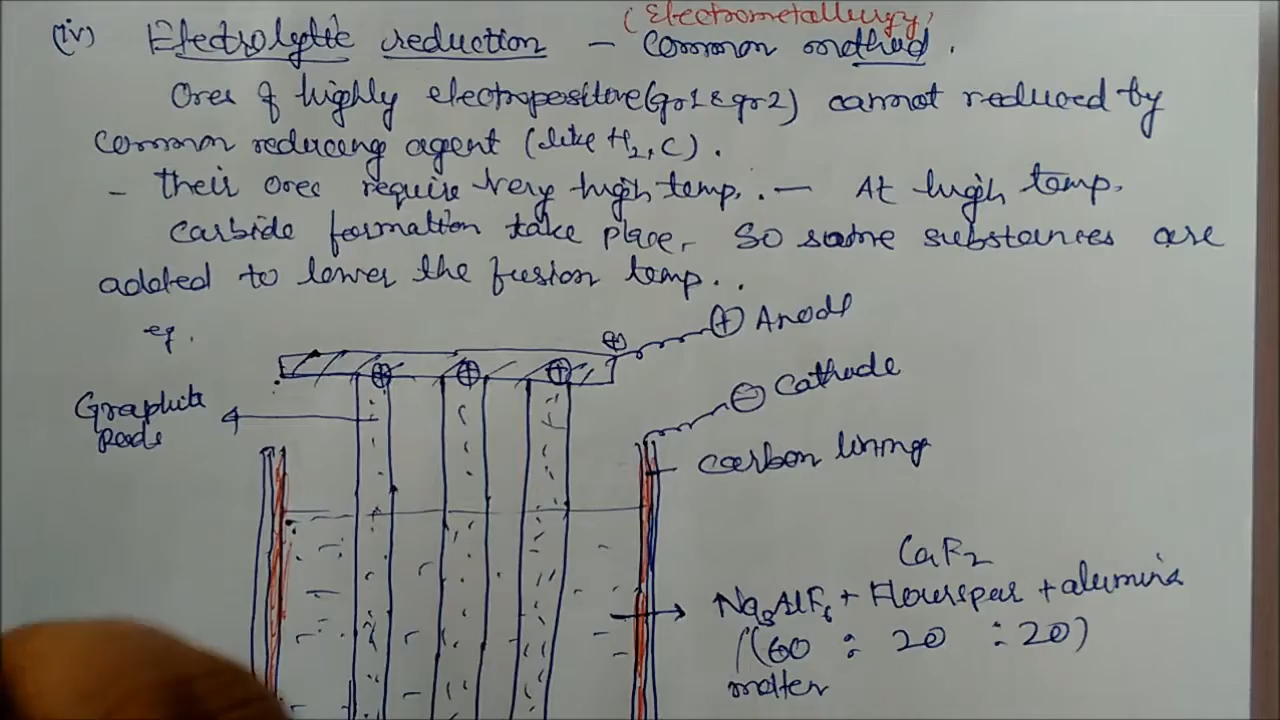 (Electrometallurgy)
(iv) Electrolytic reduction – common method.
Ores of highly electropositive(gr1 & gr2) cannot reduced by
common reducing agent (like H2, C).
– their ores require very high temp. . — At high temp.
carbide formation take place, so some substances are
added to lower the fusion temp..
eg.
⊕
⊕ Anode
⊕ ⊕ ⊕
⊖ Cathode
Graphite
Rods
carbon lining
CaF2
Na3AlF6 + Flourspar + alumina
(60 : 20 : 20)
molten